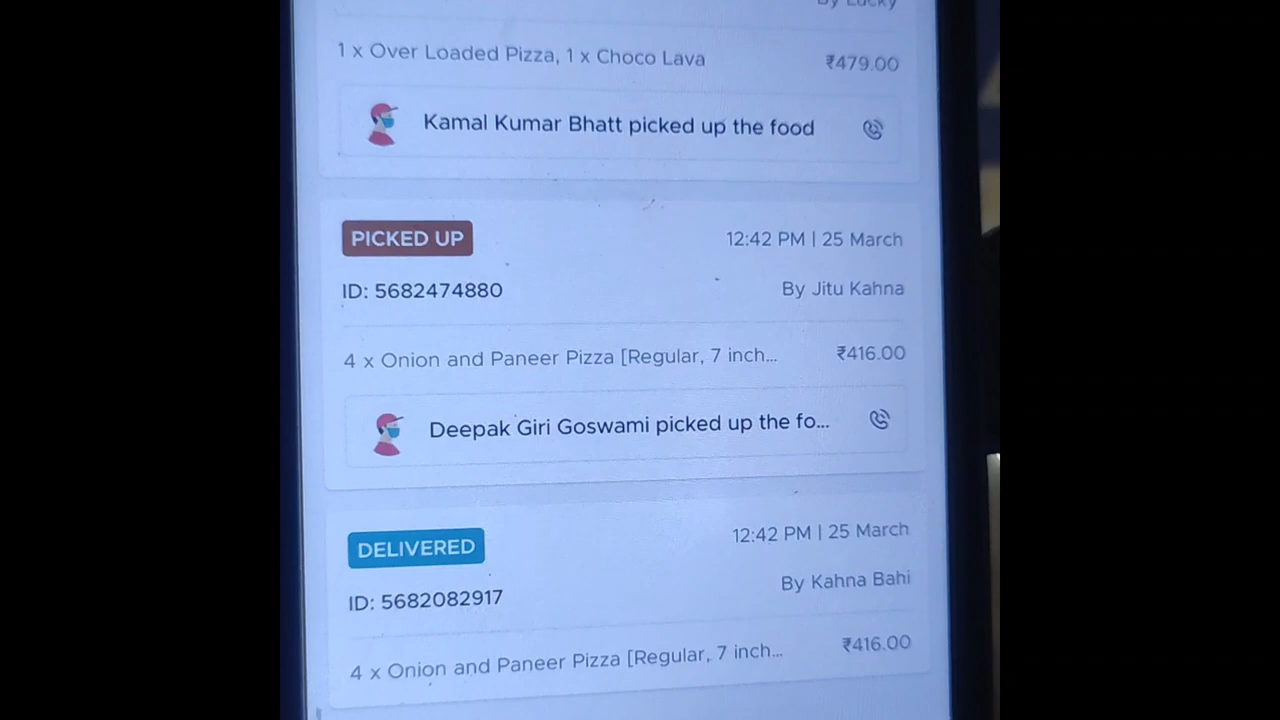 By Lucky
1 x Over Loaded Pizza, 1 x Choco Lava ₹479.00
Kamal Kumar Bhatt picked up the food
PICKED UP 12:42 PM | 25 March
ID: 5682474880 By Jitu Kahna
4 x Onion and Paneer Pizza [Regular, 7 inch... ₹416.00
Deepak Giri Goswami picked up the fo...
DELIVERED 12:42 PM | 25 March
ID: 5682082917 By Kahna Bahi
4 x Onion and Paneer Pizza [Regular, 7 inch... ₹416.00